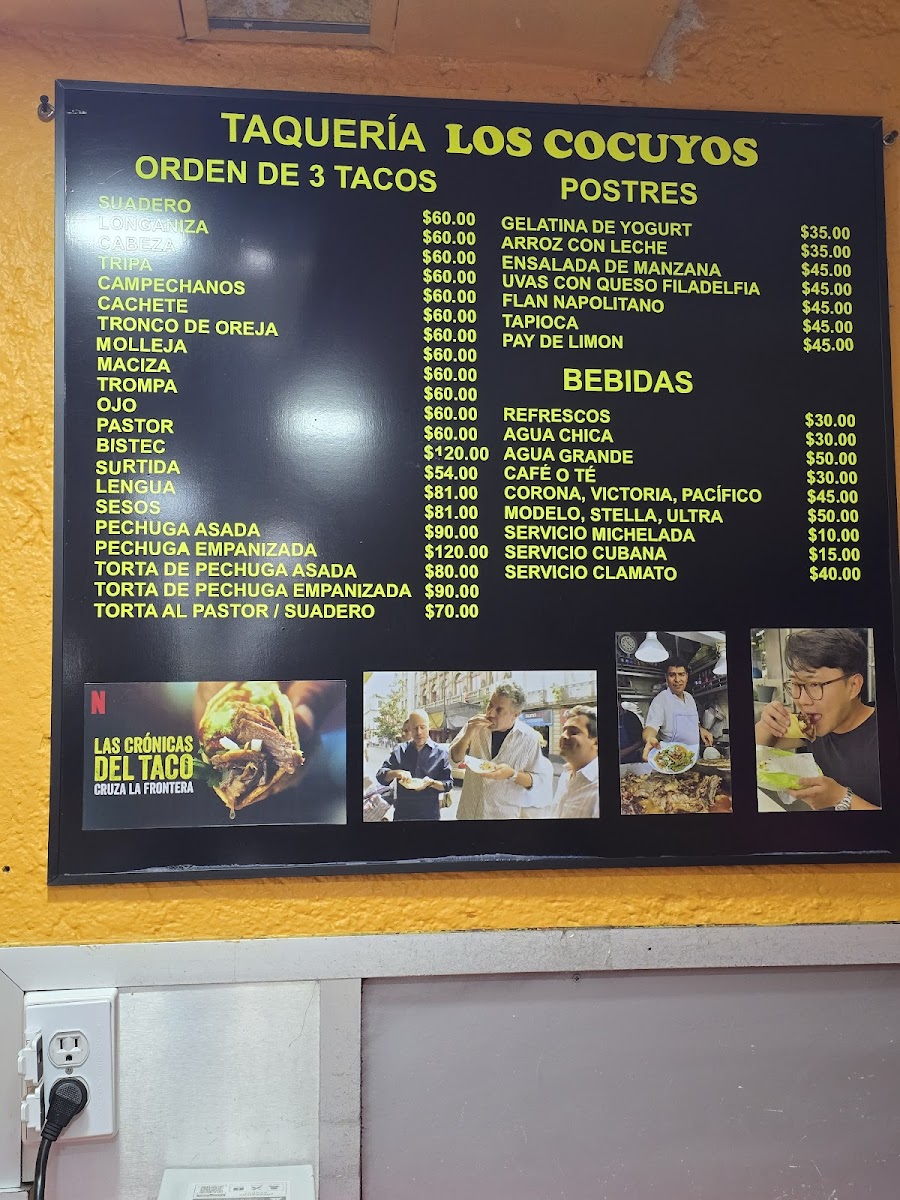 TAQUERÍA LOS COCUYOS
ORDEN DE 3 TACOS
SUADERO $60.00
LONGANIZA $60.00
CABEZA $60.00
TRIPA $60.00
CAMPECHANOS $60.00
CACHETE $60.00
TRONCO DE OREJA $60.00
MOLLEJA $60.00
MACIZA $60.00
TROMPA $60.00
OJO $60.00
PASTOR $60.00
BISTEC $120.00
SURTIDA $54.00
LENGUA $81.00
SESOS $81.00
PECHUGA ASADA $90.00
PECHUGA EMPANIZADA $120.00
TORTA DE PECHUGA ASADA $80.00
TORTA DE PECHUGA EMPANIZADA $90.00
TORTA AL PASTOR / SUADERO $70.00
POSTRES
GELATINA DE YOGURT $35.00
ARROZ CON LECHE $35.00
ENSALADA DE MANZANA $45.00
UVAS CON QUESO FILADELFIA $45.00
FLAN NAPOLITANO $45.00
TAPIOCA $45.00
PAY DE LIMON $45.00
BEBIDAS
REFRESCOS $30.00
AGUA CHICA $30.00
AGUA GRANDE $50.00
CAFÉ O TÉ $30.00
CORONA, VICTORIA, PACÍFICO $45.00
MODELO, STELLA, ULTRA $50.00
SERVICIO MICHELADA $10.00
SERVICIO CUBANA $15.00
SERVICIO CLAMATO $40.00
N
LAS CRÓNICAS
DEL TACO
CRUZA LA FRONTERA